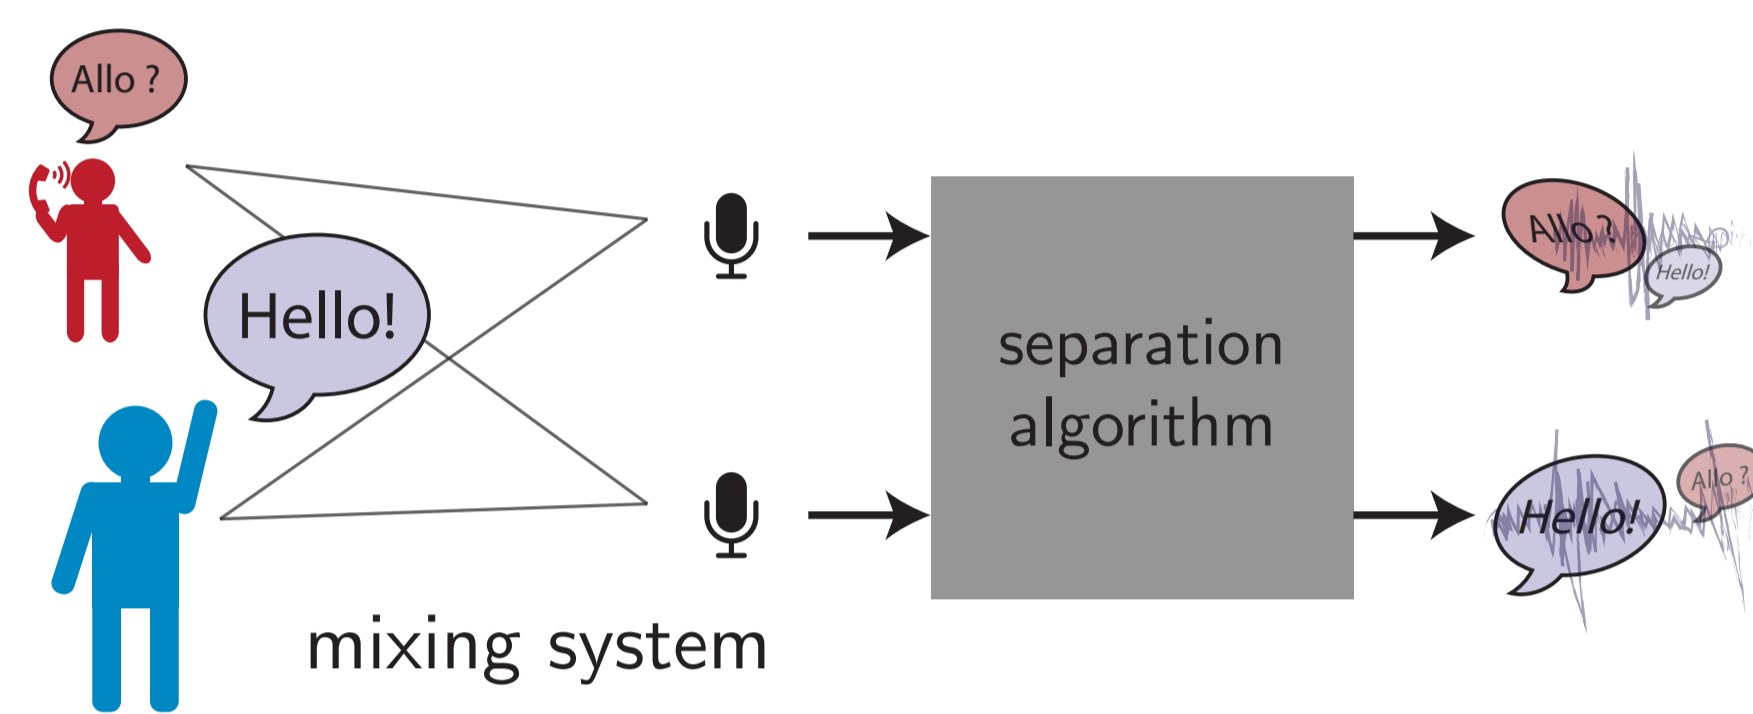 Allo ?
Hello!
mixing system
separation
algorithm
Allo ?
Hello!
Hello!
Allo ?